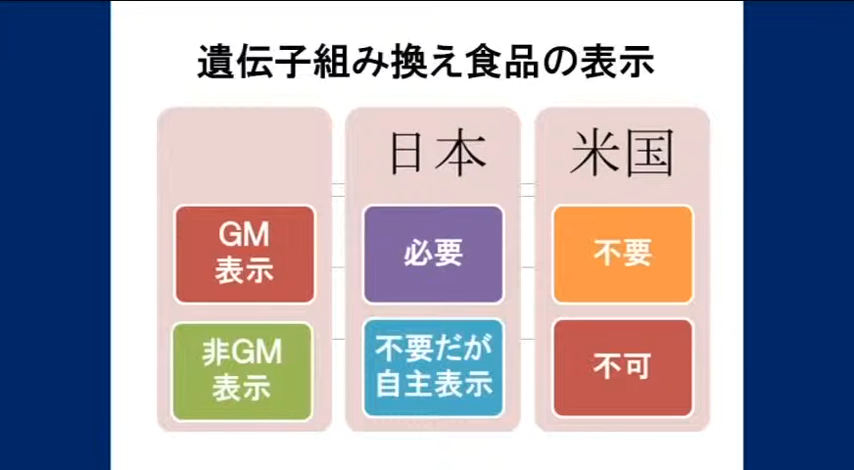 遺伝子組み換え食品の表示
日本
米国
GM
表示
必要
不要
非GM
表示
不要だが
自主表示
不可